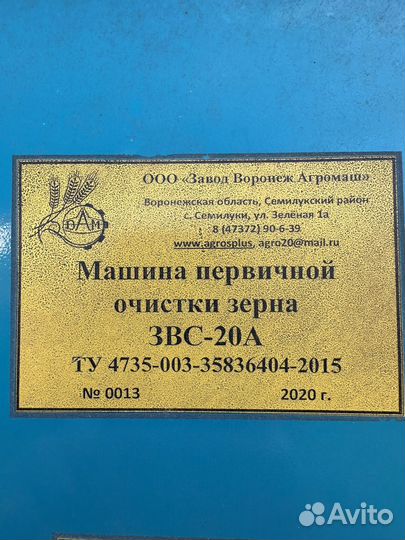 ООО «Завод Воронеж Агромаш»
Воронежская область, Семилукский район
с. Семилуки, ул. Зелёная 1а
8 (47372) 90-6-39
www.agrosplus, agro20@mail.ru
ВАМ
Машина первичной
очистки зерна
ЗВС-20А
ТУ 4735-003-35836404-2015
№ 0013 2020 г.
Avito